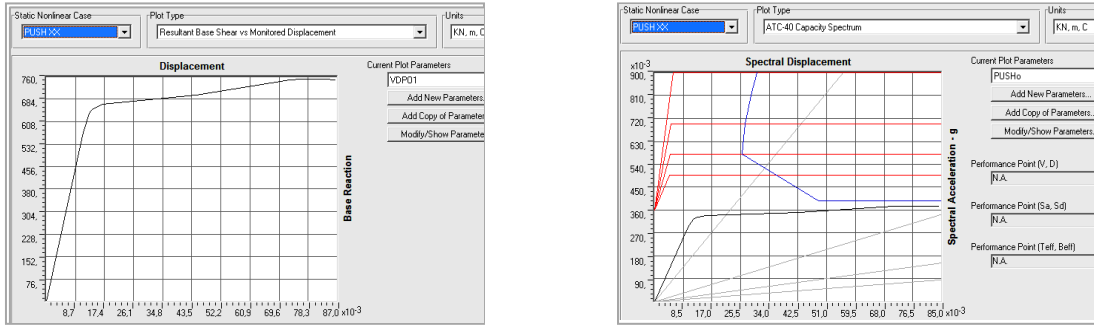 Static Nonlinear Case
Plot Type
Units
PUSH XX
Resultant Base Shear vs Monitored Displacement
KN, m, C
Displacement
Current Plot Parameters
760,
VDPO1
684,
Add New Parameters.
608,
Add Copy of Parameter
532,
Modify/Show Paramete
456,
380,
304,
228,
152,
76,
Base Reaction
8,7 17,4 26,1 34,8 43,5 52,2 60,9 69,6 78,3 87,0 x10-3
Static Nonlinear Case
Plot Type
Units
PUSH XX
ATC-40 Capacity Spectrum
KN, m, C
x10-3
Spectral Displacement
Current Plot Parameters
900,
PUSHo
810,
Add New Parameters...
720,
Add Copy of Parameters..
630,
Modify/Show Parameters.
540,
450,
360,
270,
180,
90,
Spectral Acceleration - g
Performance Point (V, D)
N.A.
Performance Point (Sa, Sd)
N.A.
Performance Point (Teff, Beff)
N.A.
8,5 17,0 25,5 34,0 42,5 51,0 59,5 68,0 76,5 85,0 x10-3